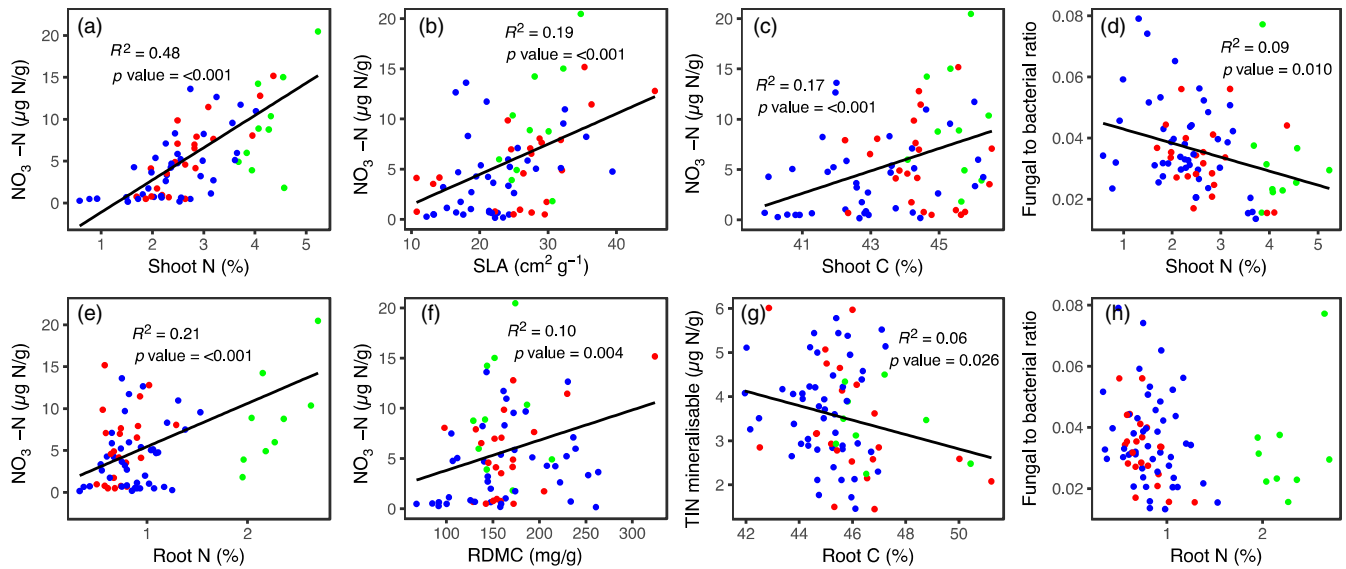 (a)
R² = 0.48
p value = <0.001
NO₃ –N (µg N/g)
20
15
10
5
0
1 2 3 4 5
Shoot N (%)
(b)
R² = 0.19
p value = <0.001
NO₃ –N (µg N/g)
20
15
10
5
0
10 20 30 40
SLA (cm² g⁻¹)
(c)
R² = 0.17
p value = <0.001
NO₃ –N (µg N/g)
20
15
10
5
0
41 43 45
Shoot C (%)
(d)
R² = 0.09
p value = 0.010
Fungal to bacterial ratio
0.08
0.06
0.04
0.02
1 2 3 4 5
Shoot N (%)
(e)
R² = 0.21
p value = <0.001
NO₃ –N (µg N/g)
20
15
10
5
0
1 2
Root N (%)
(f)
R² = 0.10
p value = 0.004
NO₃ –N (µg N/g)
20
15
10
5
0
100 150 200 250 300
RDMC (mg/g)
(g)
R² = 0.06
p value = 0.026
TIN mineralisable (µg N/g)
6
5
4
3
2
42 44 46 48 50
Root C (%)
(h)
Fungal to bacterial ratio
0.08
0.06
0.04
0.02
1 2
Root N (%)